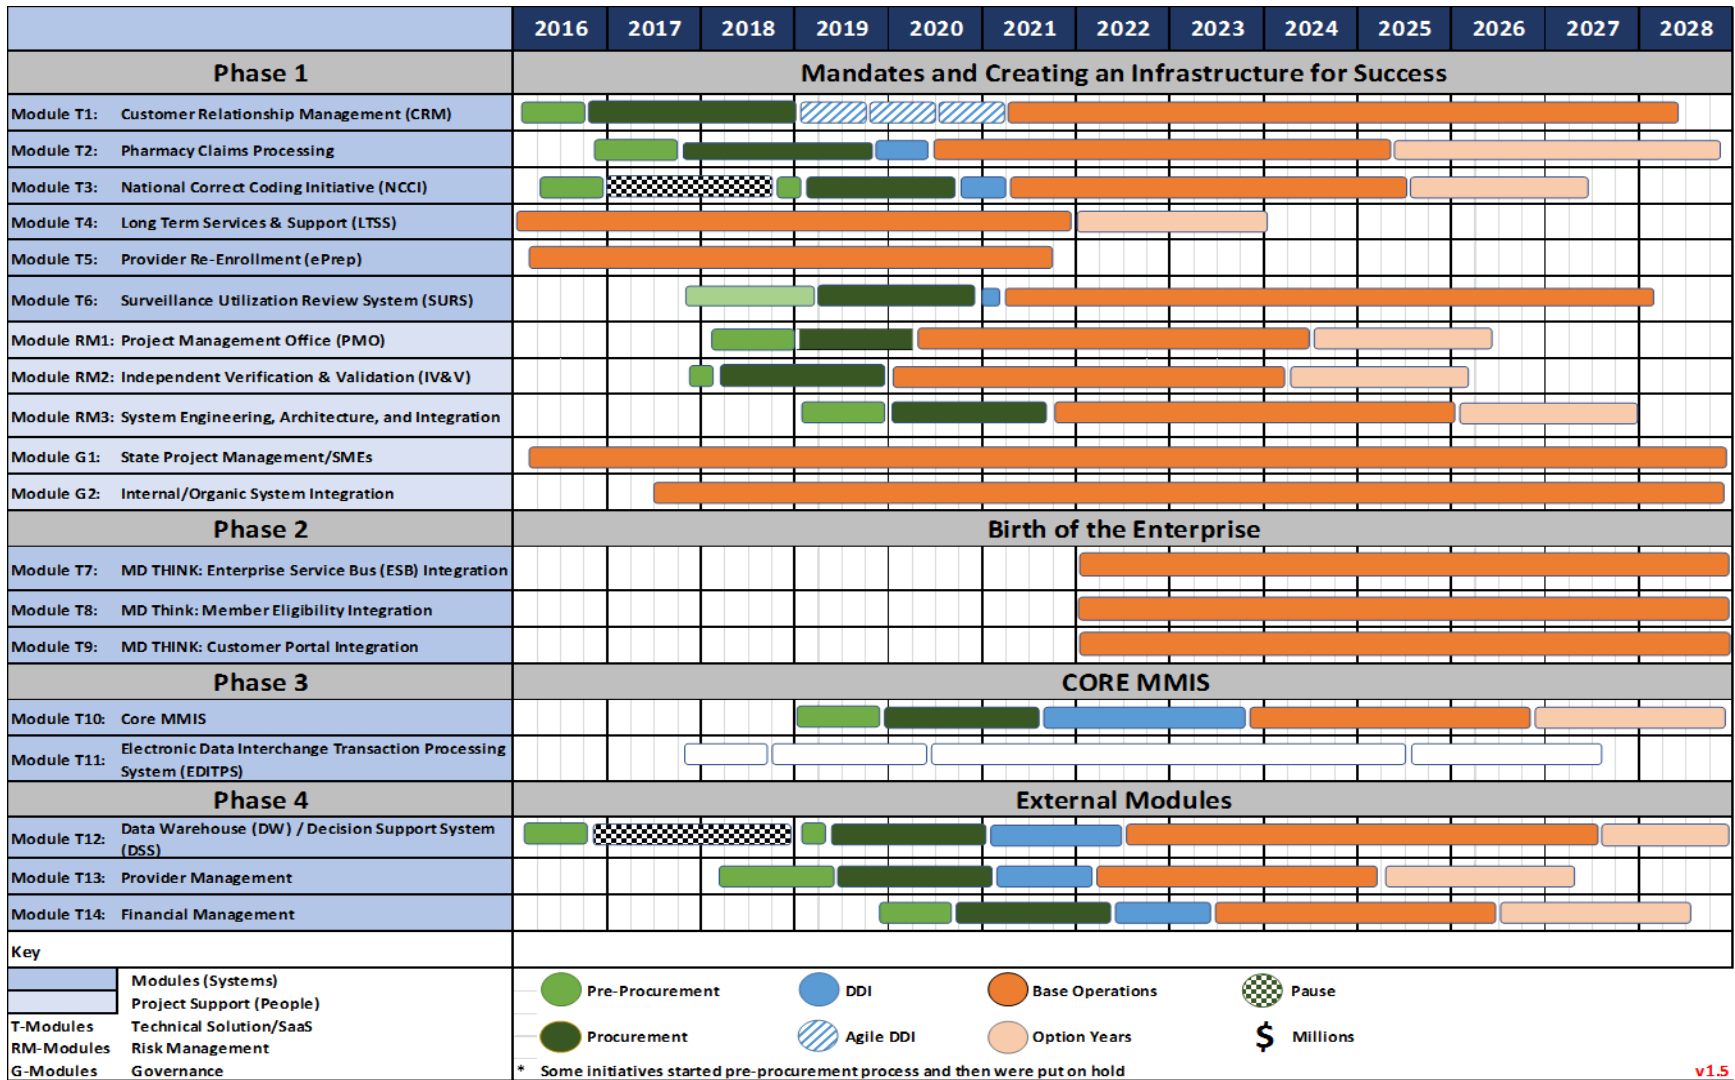 2016 2017 2018 2019 2020 2021 2022 2023 2024 2025 2026 2027 2028
Phase 1 Mandates and Creating an Infrastructure for Success
Module T1: Customer Relationship Management (CRM)
Module T2: Pharmacy Claims Processing
Module T3: National Correct Coding Initiative (NCCI)
Module T4: Long Term Services & Support (LTSS)
Module T5: Provider Re-Enrollment (ePrep)
Module T6: Surveillance Utilization Review System (SURS)
Module RM1: Project Management Office (PMO)
Module RM2: Independent Verification & Validation (IV&V)
Module RM3: System Engineering, Architecture, and Integration
Module G1: State Project Management/SMEs
Module G2: Internal/Organic System Integration
Phase 2 Birth of the Enterprise
Module T7: MD THINK: Enterprise Service Bus (ESB) Integration
Module T8: MD Think: Member Eligibility Integration
Module T9: MD THINK: Customer Portal Integration
Phase 3 CORE MMIS
Module T10: Core MMIS
Module T11: Electronic Data Interchange Transaction Processing
System (EDITPS)
Phase 4 External Modules
Module T12: Data Warehouse (DW) / Decision Support System
(DSS)
Module T13: Provider Management
Module T14: Financial Management
Key
Modules (Systems)
Project Support (People)
T-Modules Technical Solution/SaaS
RM-Modules Risk Management
G-Modules Governance
Pre-Procurement DDI Base Operations Pause
Procurement Agile DDI Option Years $ Millions
* Some initiatives started pre-procurement process and then were put on hold
v1.5